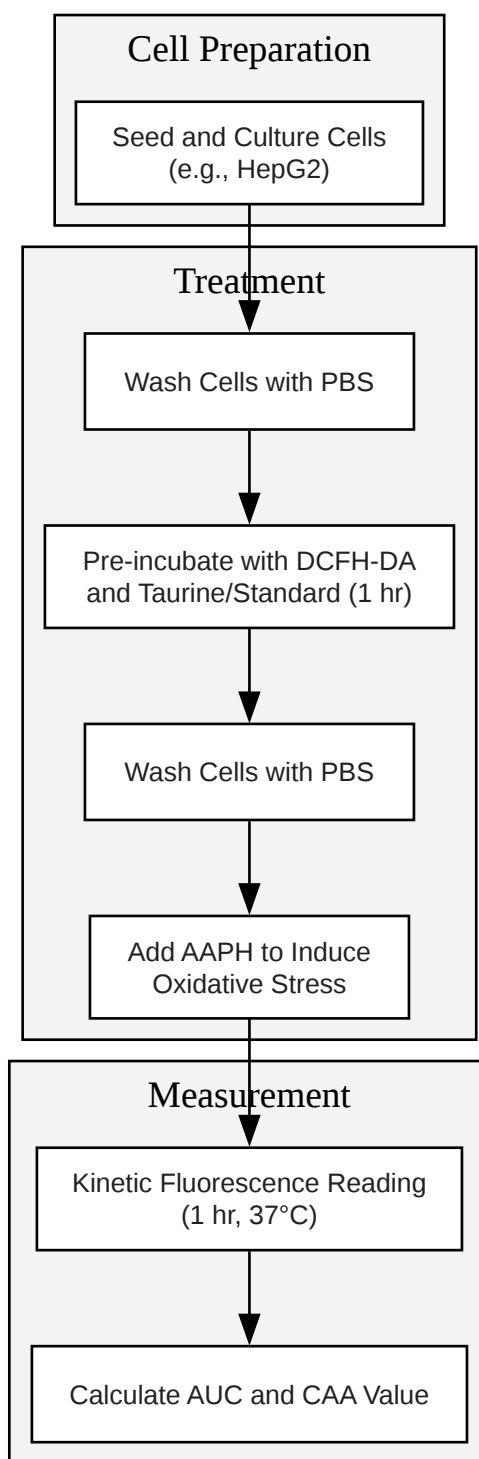 Cell Preparation
Seed and Culture Cells
(e.g., HepG2)
Treatment
Wash Cells with PBS
Pre-incubate with DCFH-DA
and Taurine/Standard (1 hr)
Wash Cells with PBS
Add AAPH to Induce
Oxidative Stress
Measurement
Kinetic Fluorescence Reading
(1 hr, 37°C)
Calculate AUC and CAA Value